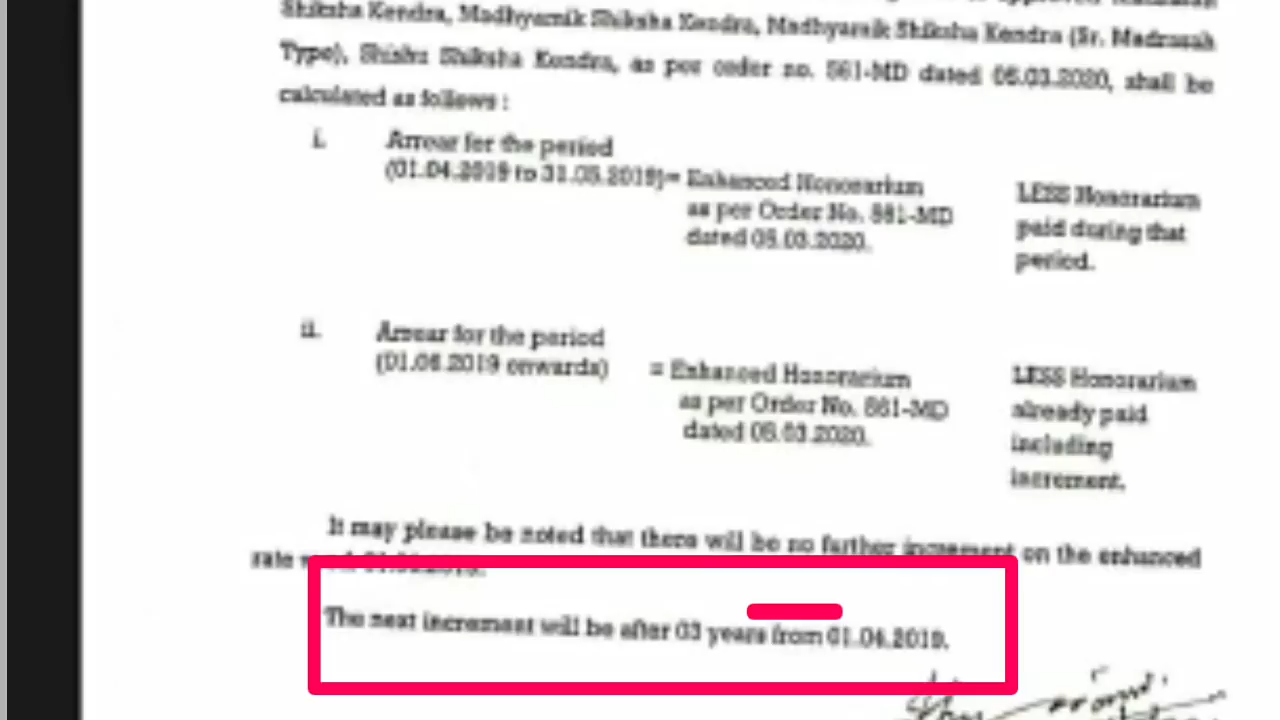 as per approved Madrasah
Shiksha Kendra, Madhyamik Shiksha Kendra, Madhyamik Shiksha Kendra (Sr. Madrasah
Type), Shishu Shiksha Kendra, as per order no. 561-MD dated 05.03.2020, shall be
calculated as follows :
i. Arrear for the period
(01.04.2019 to 31.05.2019)= Enhanced Honorarium LESS Honorarium
as per Order No. 561-MD paid during that
dated 05.03.2020. period.
ii. Arrear for the period
(01.06.2019 onwards) = Enhanced Honorarium LESS Honorarium
as per Order No. 561-MD already paid
dated 05.03.2020. including
increment.
It may please be noted that there will be no further increment on the enhanced
rate
The next increment will be after 03 years from 01.04.2019.